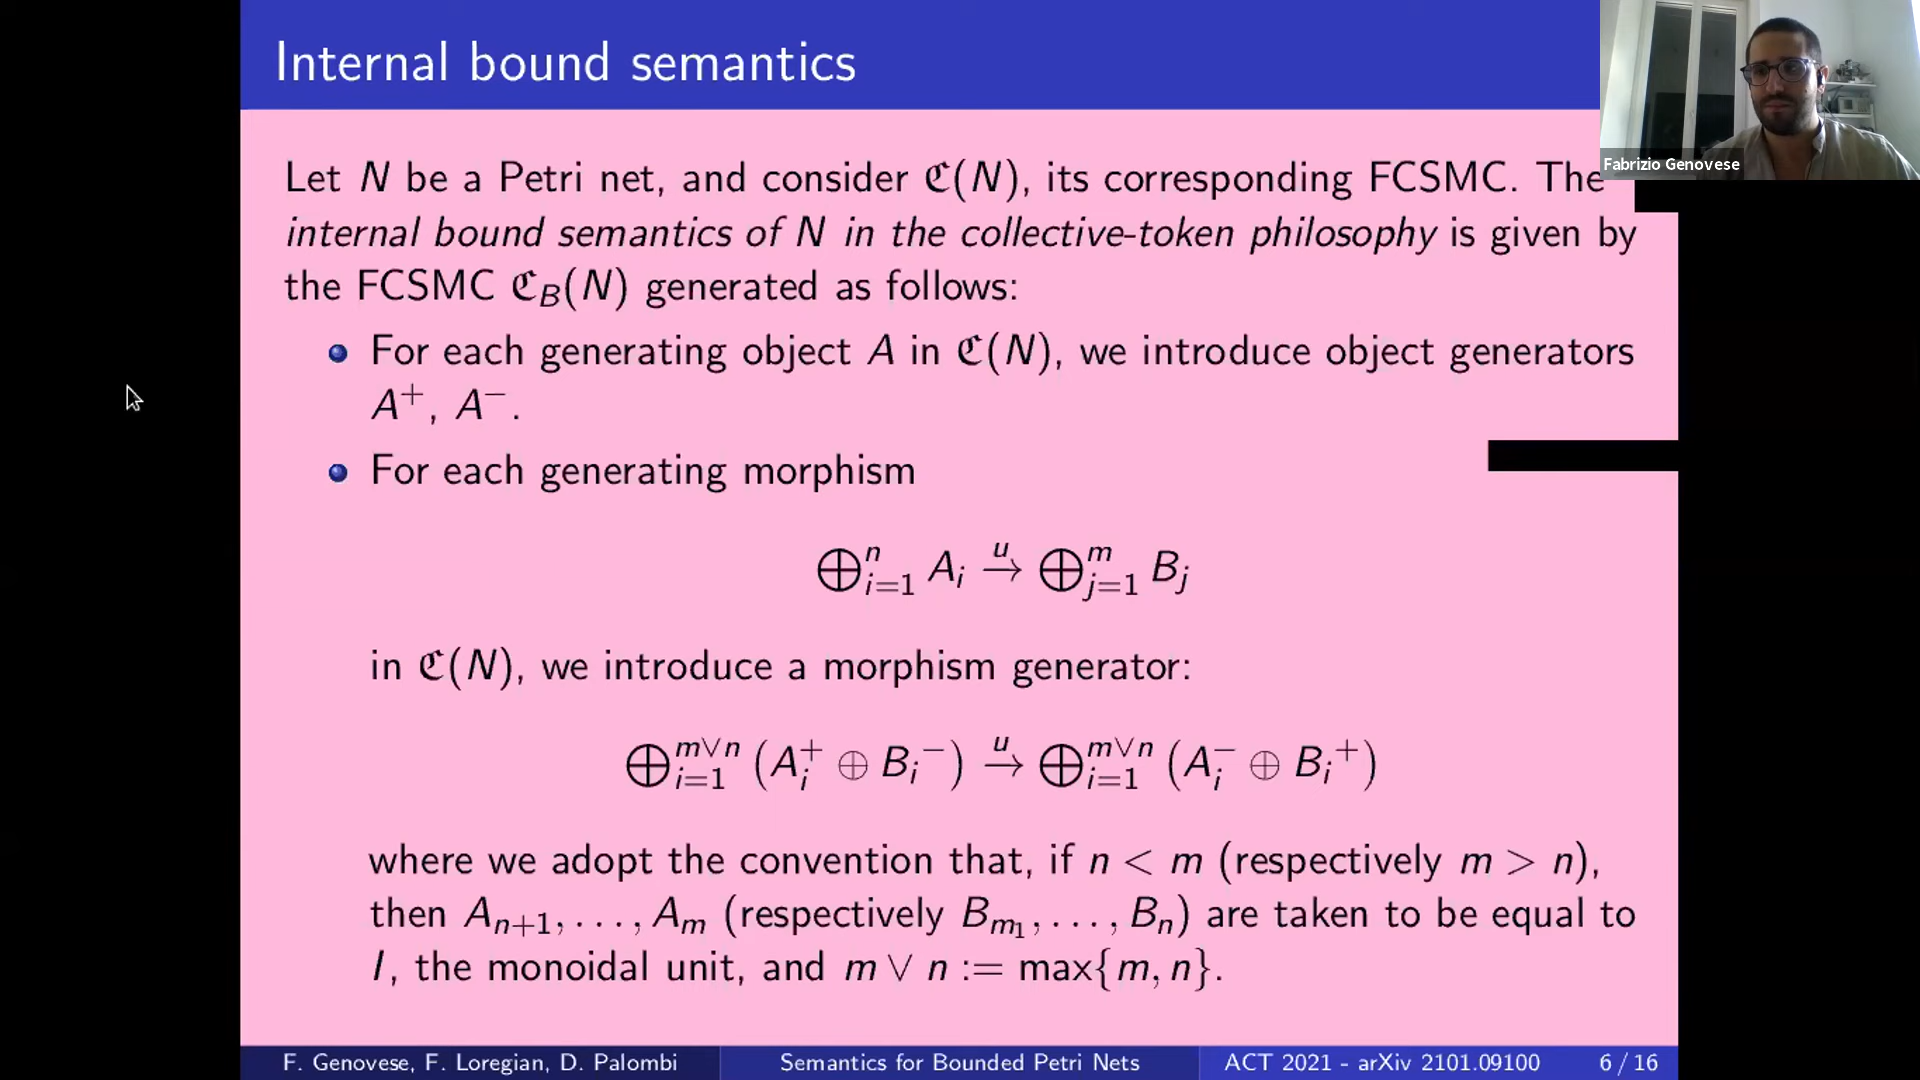 Internal bound semantics
Fabrizio Genovese
Let N be a Petri net, and consider ℭ(N), its corresponding FCSMC. The
internal bound semantics of N in the collective-token philosophy is given by
the FCSMC ℭ_B(N) generated as follows:
For each generating object A in ℭ(N), we introduce object generators
A⁺, A⁻.
For each generating morphism
⊕_{i=1}^{n} A_i →^{u} ⊕_{j=1}^{m} B_j
in ℭ(N), we introduce a morphism generator:
⊕_{i=1}^{m∨n} (A_i^+ ⊕ B_i^−) →^{u} ⊕_{i=1}^{m∨n} (A_i^− ⊕ B_i^+)
where we adopt the convention that, if n < m (respectively m > n),
then A_{n+1}, . . . , A_m (respectively B_{m_1}, . . . , B_n) are taken to be equal to
I, the monoidal unit, and m ∨ n := max{m, n}.
F. Genovese, F. Loregian, D. Palombi Semantics for Bounded Petri Nets ACT 2021 - arXiv 2101.09100 6 / 16